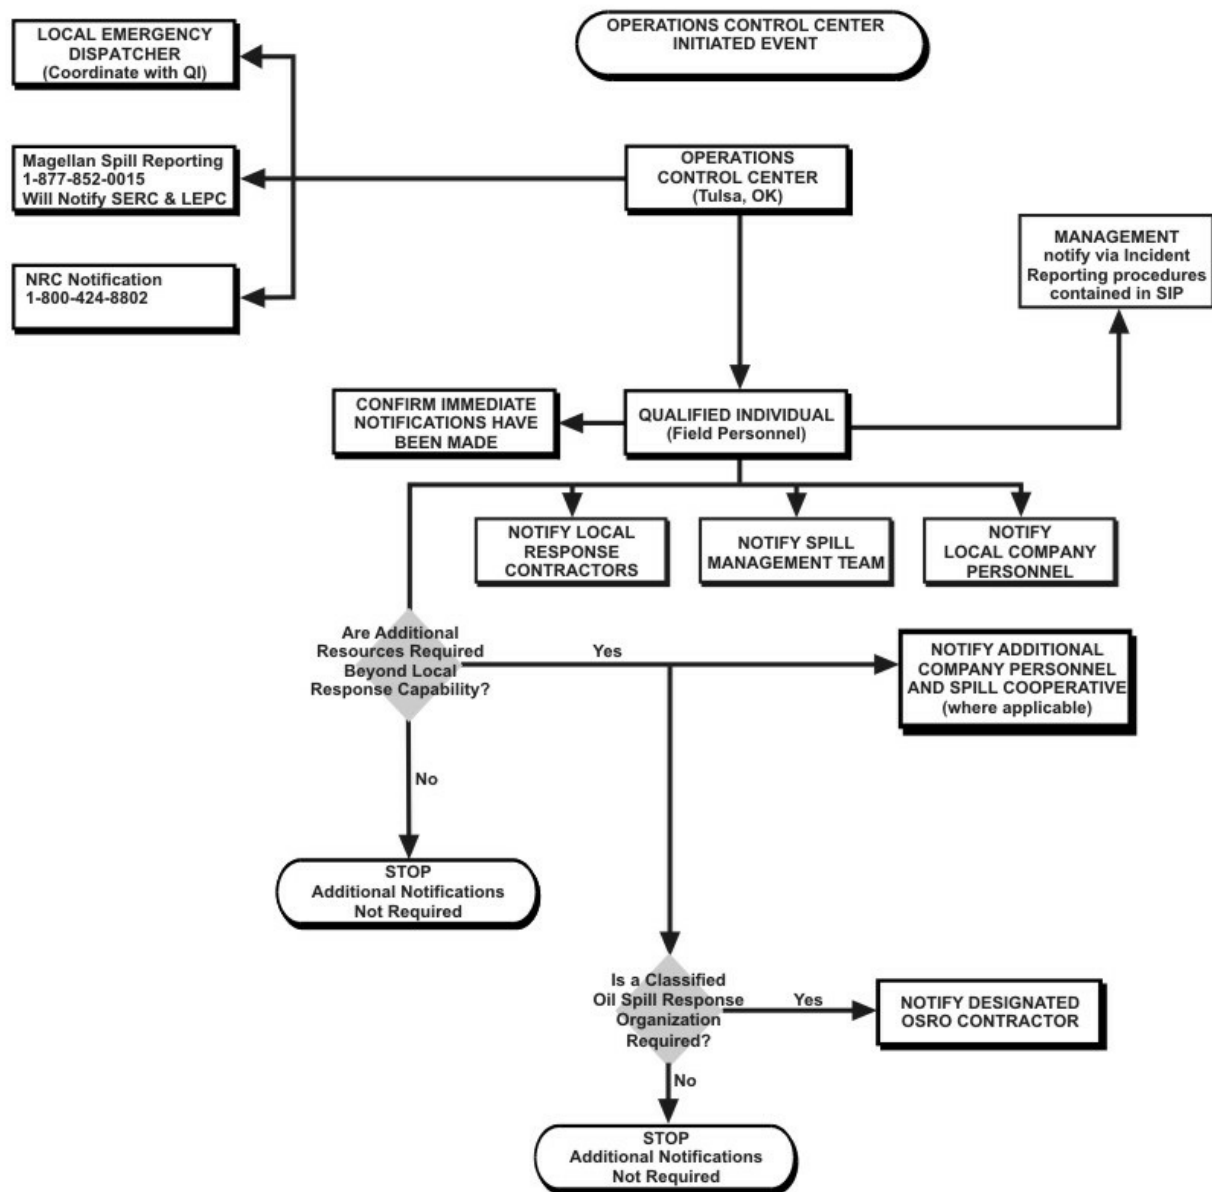 OPERATIONS CONTROL CENTER
INITIATED EVENT
LOCAL EMERGENCY
DISPATCHER
(Coordinate with QI)
Magellan Spill Reporting
1-877-852-0015
Will Notify SERC & LEPC
OPERATIONS
CONTROL CENTER
(Tulsa, OK)
NRC Notification
1-800-424-8802
MANAGEMENT
notify via Incident
Reporting procedures
contained in SIP
CONFIRM IMMEDIATE
NOTIFICATIONS HAVE
BEEN MADE
QUALIFIED INDIVIDUAL
(Field Personnel)
NOTIFY LOCAL
RESPONSE
CONTRACTORS
NOTIFY SPILL
MANAGEMENT TEAM
NOTIFY
LOCAL COMPANY
PERSONNEL
Are Additional
Resources Required
Beyond Local
Response Capability?
Yes
NOTIFY ADDITIONAL
COMPANY PERSONNEL
AND SPILL COOPERATIVE
(where applicable)
No
STOP
Additional Notifications
Not Required
Is a Classified
Oil Spill Response
Organization
Required?
Yes
NOTIFY DESIGNATED
OSRO CONTRACTOR
No
STOP
Additional Notifications
Not Required